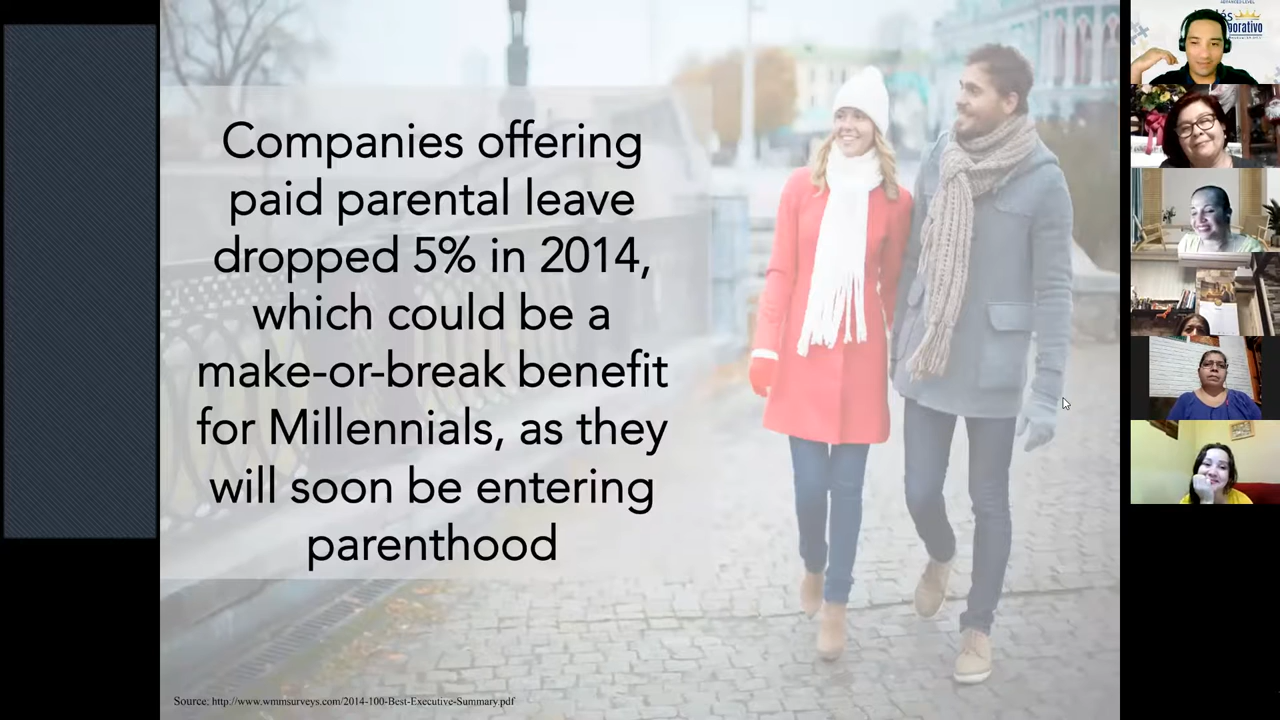 Companies offering
paid parental leave
dropped 5% in 2014,
which could be a
make-or-break benefit
for Millennials, as they
will soon be entering
parenthood
Source: http://www.wmmsurveys.com/2014-100-Best-Executive-Summary.pdf